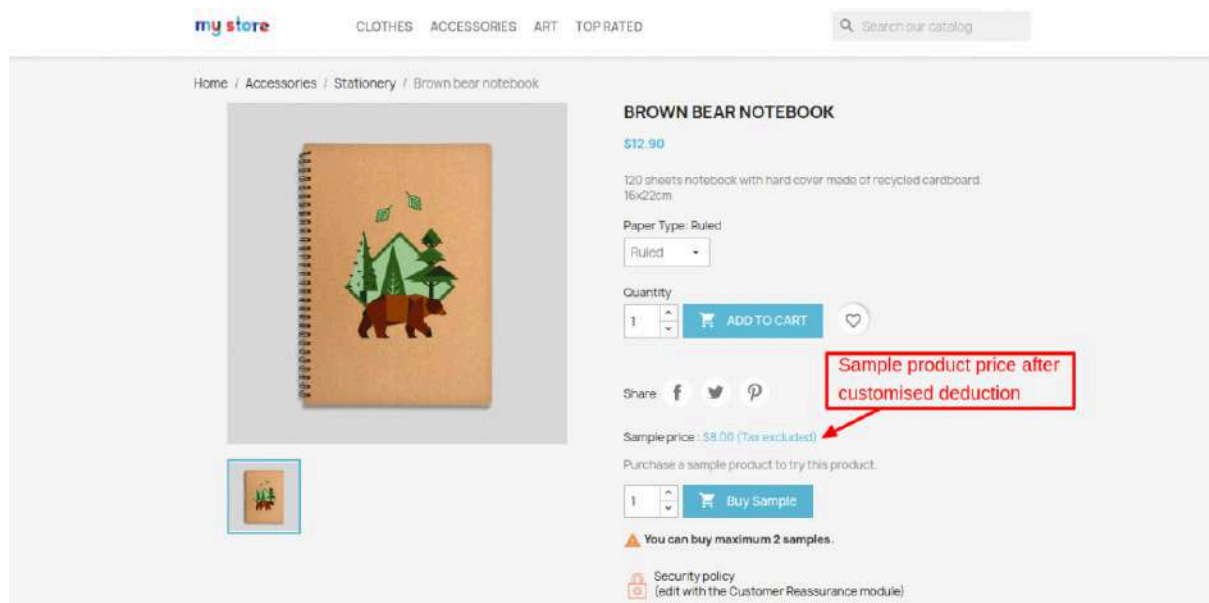 my store
CLOTHES ACCESSORIES ART TOP RATED
Search our catalog
Home / Accessories / Stationery / Brown bear notebook
BROWN BEAR NOTEBOOK
$12.90
120 sheets notebook with hard cover made of recycled cardboard.
16x22cm
Paper Type: Ruled
Ruled
Quantity
1
ADD TO CART
Sample product price after
customised deduction
Share
Sample price : $8.00 (Tax excluded)
Purchase a sample product to try this product.
1
Buy Sample
You can buy maximum 2 samples.
Security policy
(edit with the Customer Reassurance module)